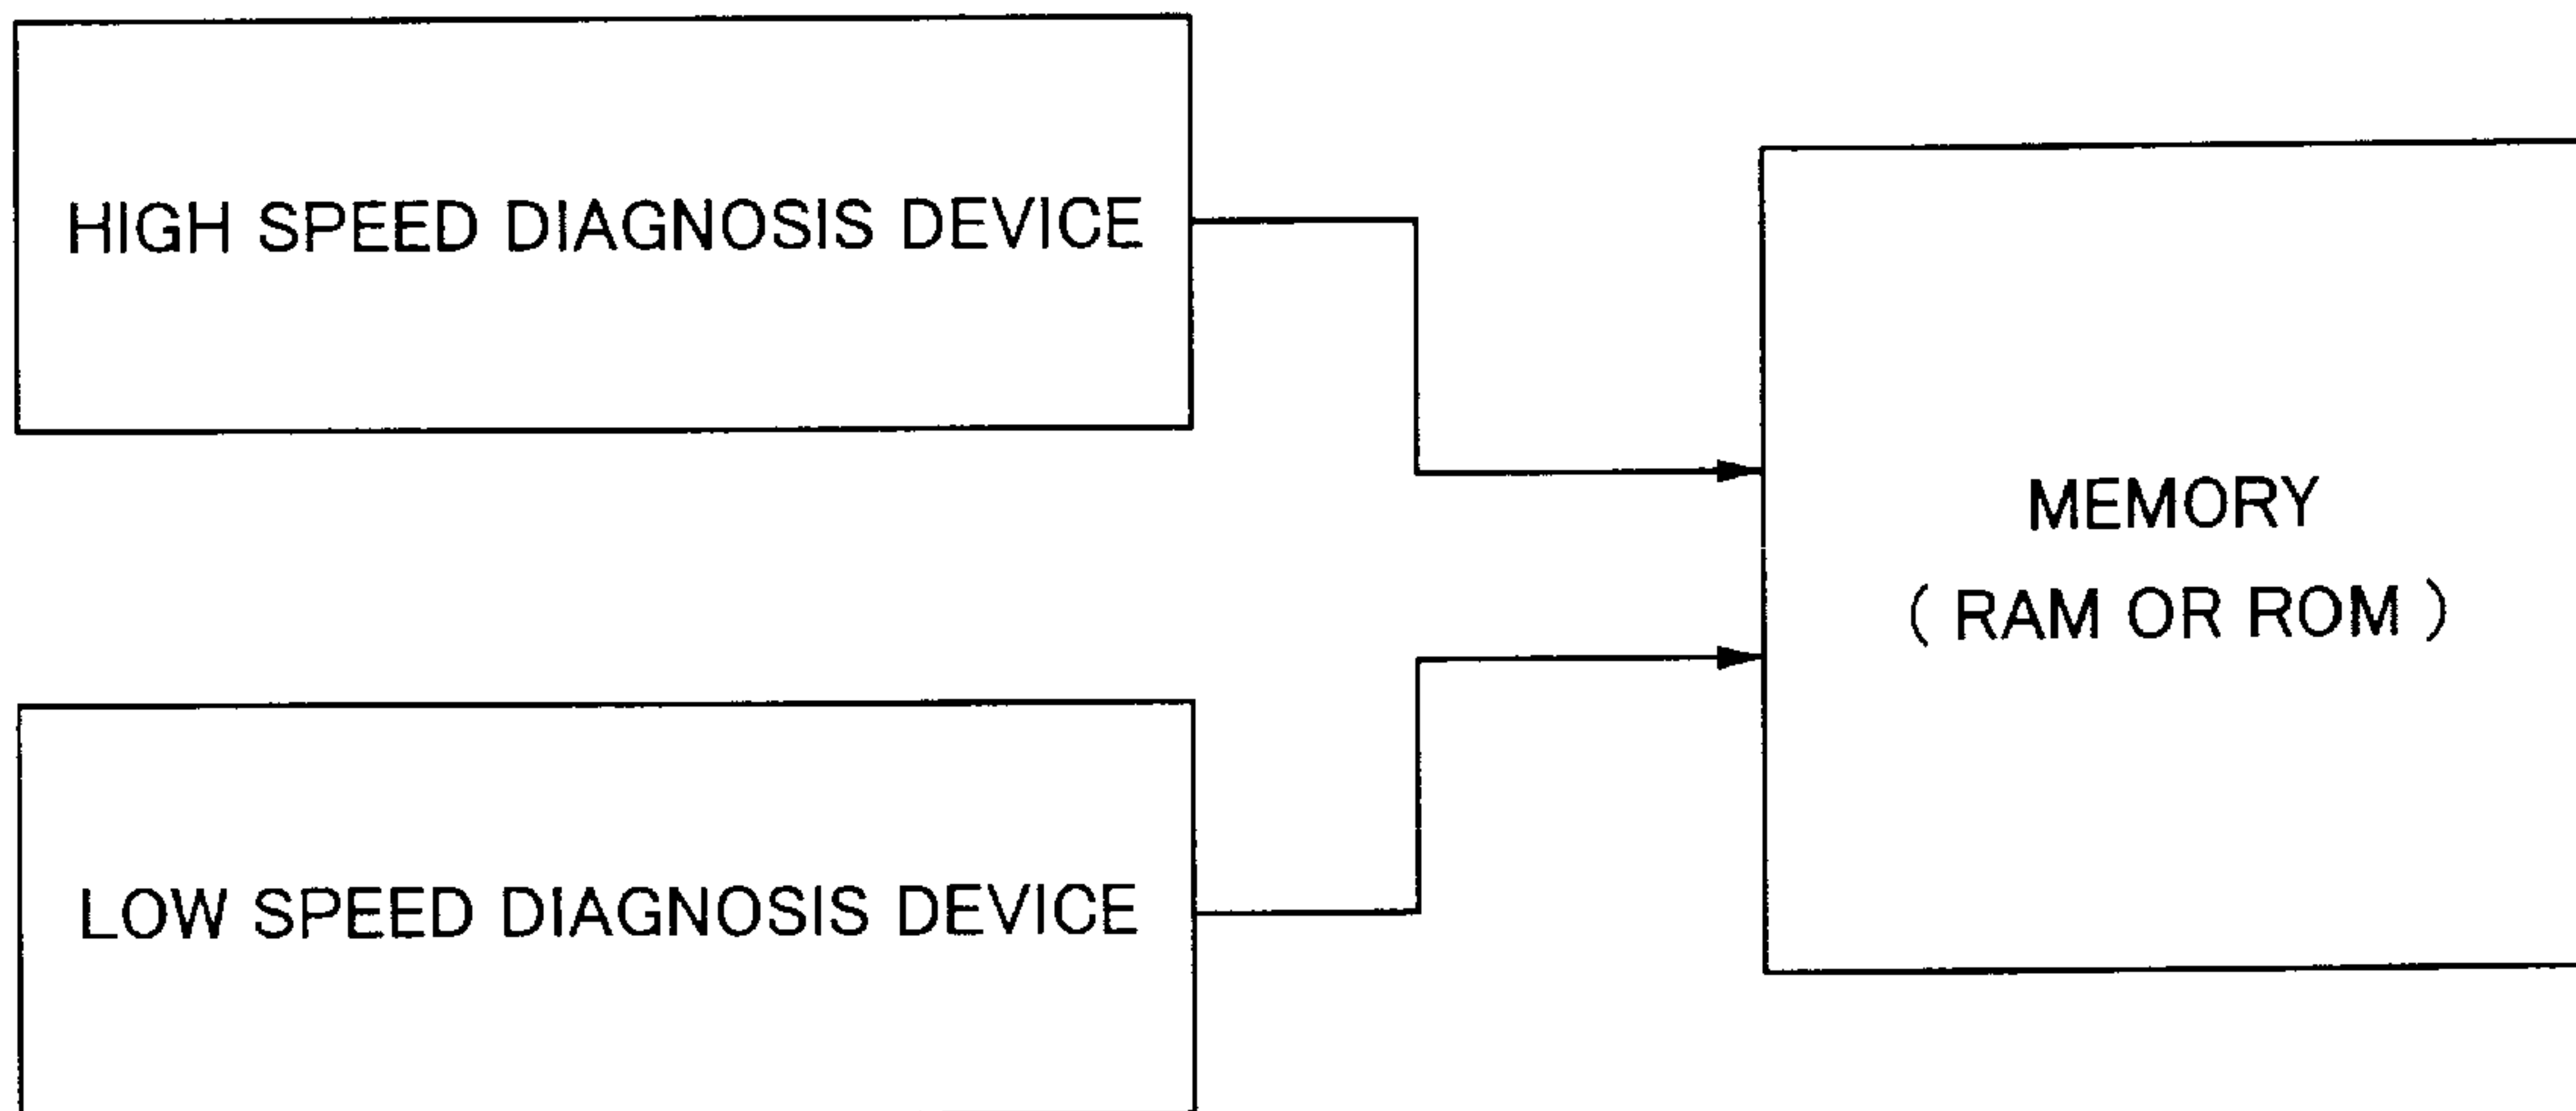 HIGH SPEED DIAGNOSIS DEVICE
MEMORY
( RAM OR ROM )
LOW SPEED DIAGNOSIS DEVICE